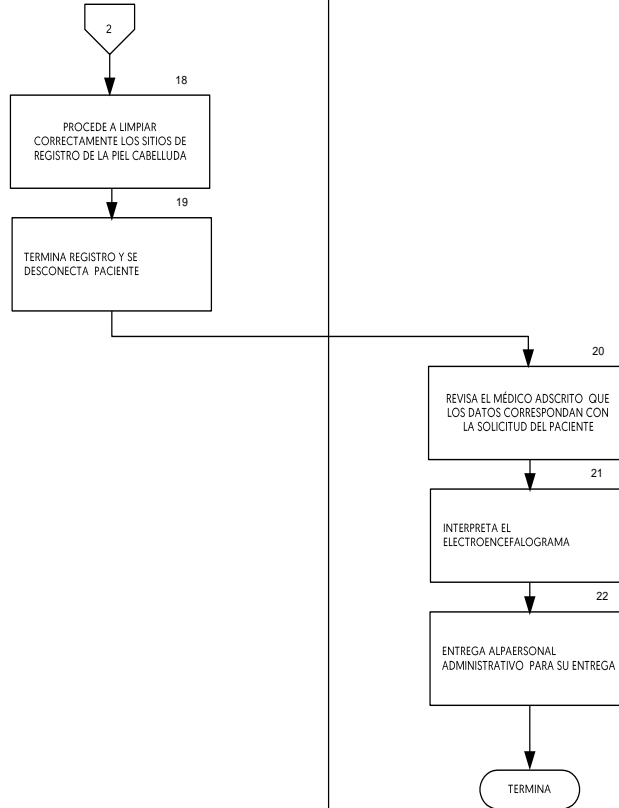 2
18
PROCEDE A LIMPIAR
CORRECTAMENTE LOS SITIOS DE
REGISTRO DE LA PIEL CABELLUDA
19
TERMINA REGISTRO Y SE
DESCONECTA PACIENTE
20
REVISA EL MÉDICO ADSCRITO QUE
LOS DATOS CORRESPONDAN CON
LA SOLICITUD DEL PACIENTE
21
INTERPRETA EL
ELECTROENCEFALOGRAMA
22
ENTREGA ALPAERSONAL
ADMINISTRATIVO PARA SU ENTREGA
TERMINA